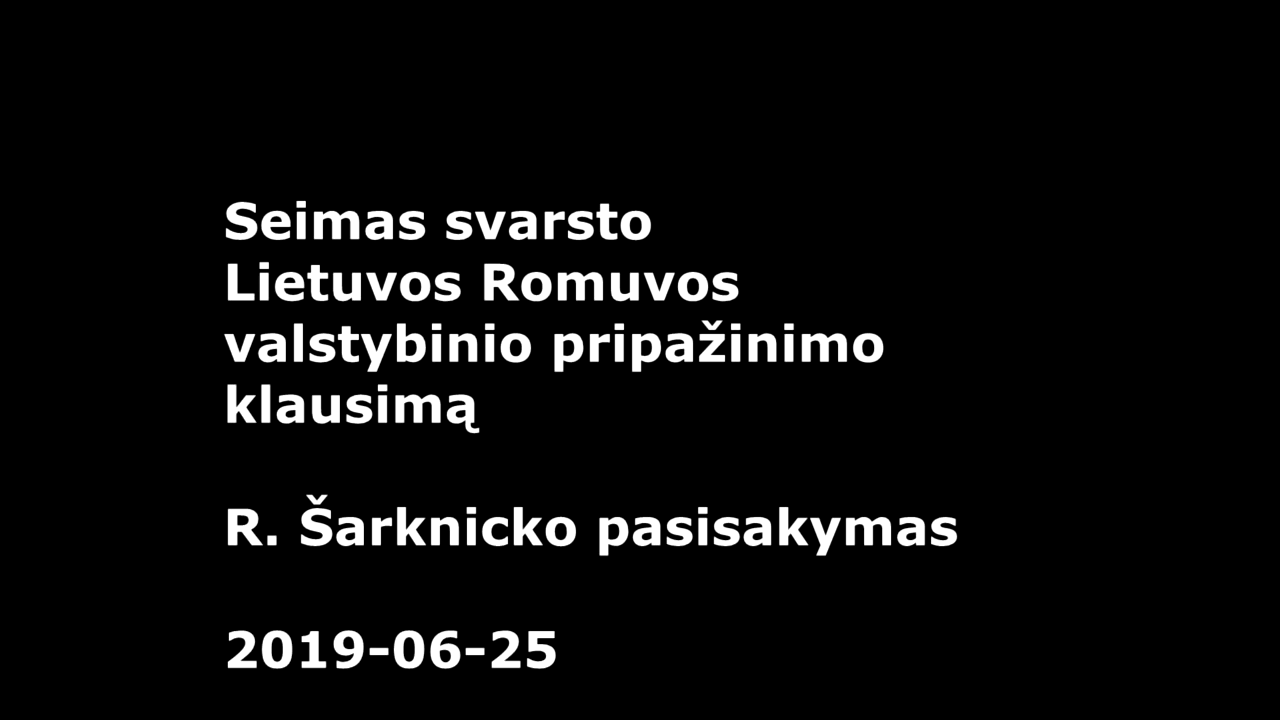 Seimas svarsto
Lietuvos Romuvos
valstybinio pripažinimo
klausimą
R. Šarknicko pasisakymas
2019-06-25